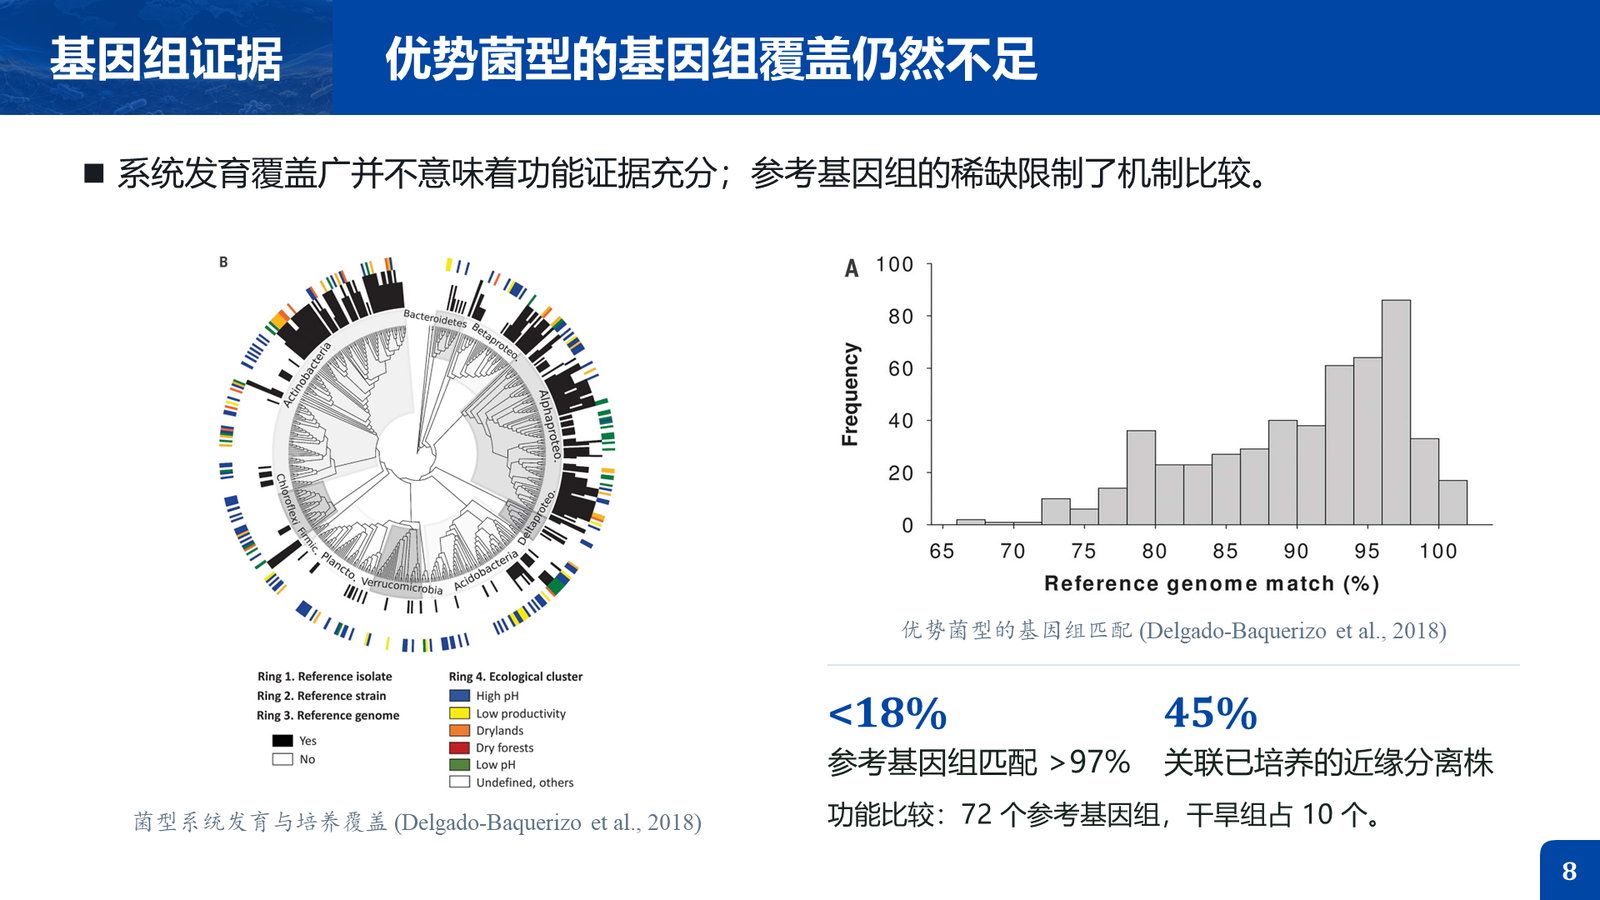 基因组证据
优势菌型的基因组覆盖仍然不足
系统发育覆盖广并不意味着功能证据充分；参考基因组的稀缺限制了机制比较。
B
Bacteroidetes
Betaproteo.
Alphaproteo.
Deltaproteo.
Acidobacteria
Verrucomicrobia
Plancto.
Firmic.
Chloroflexi
Actinobacteria
Ring 1. Reference isolate
Ring 2. Reference strain
Ring 3. Reference genome
Yes
No
Ring 4. Ecological cluster
High pH
Low productivity
Drylands
Dry forests
Low pH
Undefined, others
菌型系统发育与培养覆盖 (Delgado-Baquerizo et al., 2018)
A
Frequency
100
80
60
40
20
0
65 70 75 80 85 90 95 100
Reference genome match (%)
优势菌型的基因组匹配 (Delgado-Baquerizo et al., 2018)
<18%
参考基因组匹配 >97%
45%
关联已培养的近缘分离株
功能比较：72 个参考基因组，干旱组占 10 个。
8